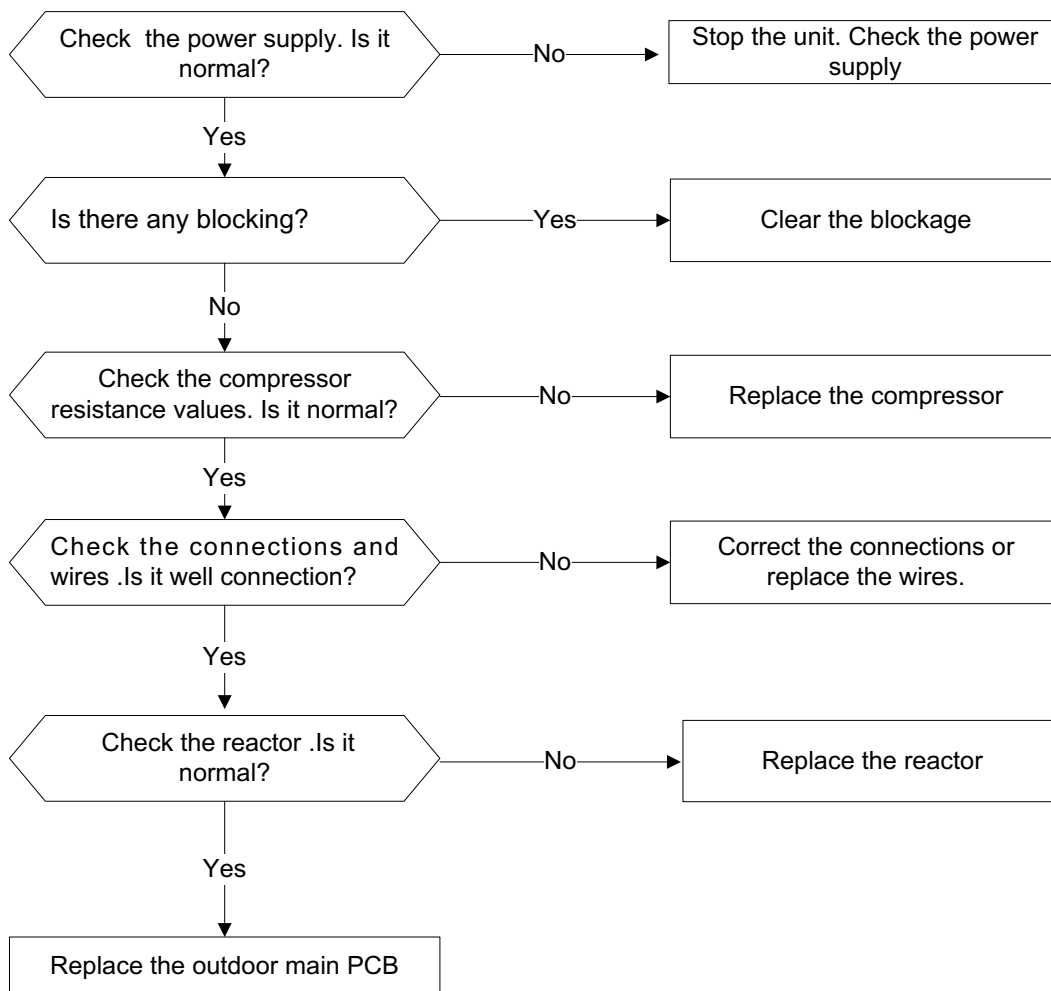 Check the power supply. Is it
normal?
No
Stop the unit. Check the power
supply
Yes
Is there any blocking?
Yes
Clear the blockage
No
Check the compressor
resistance values. Is it normal?
No
Replace the compressor
Yes
Check the connections and
wires .Is it well connection?
No
Correct the connections or
replace the wires.
Yes
Check the reactor .Is it
normal?
No
Replace the reactor
Yes
Replace the outdoor main PCB